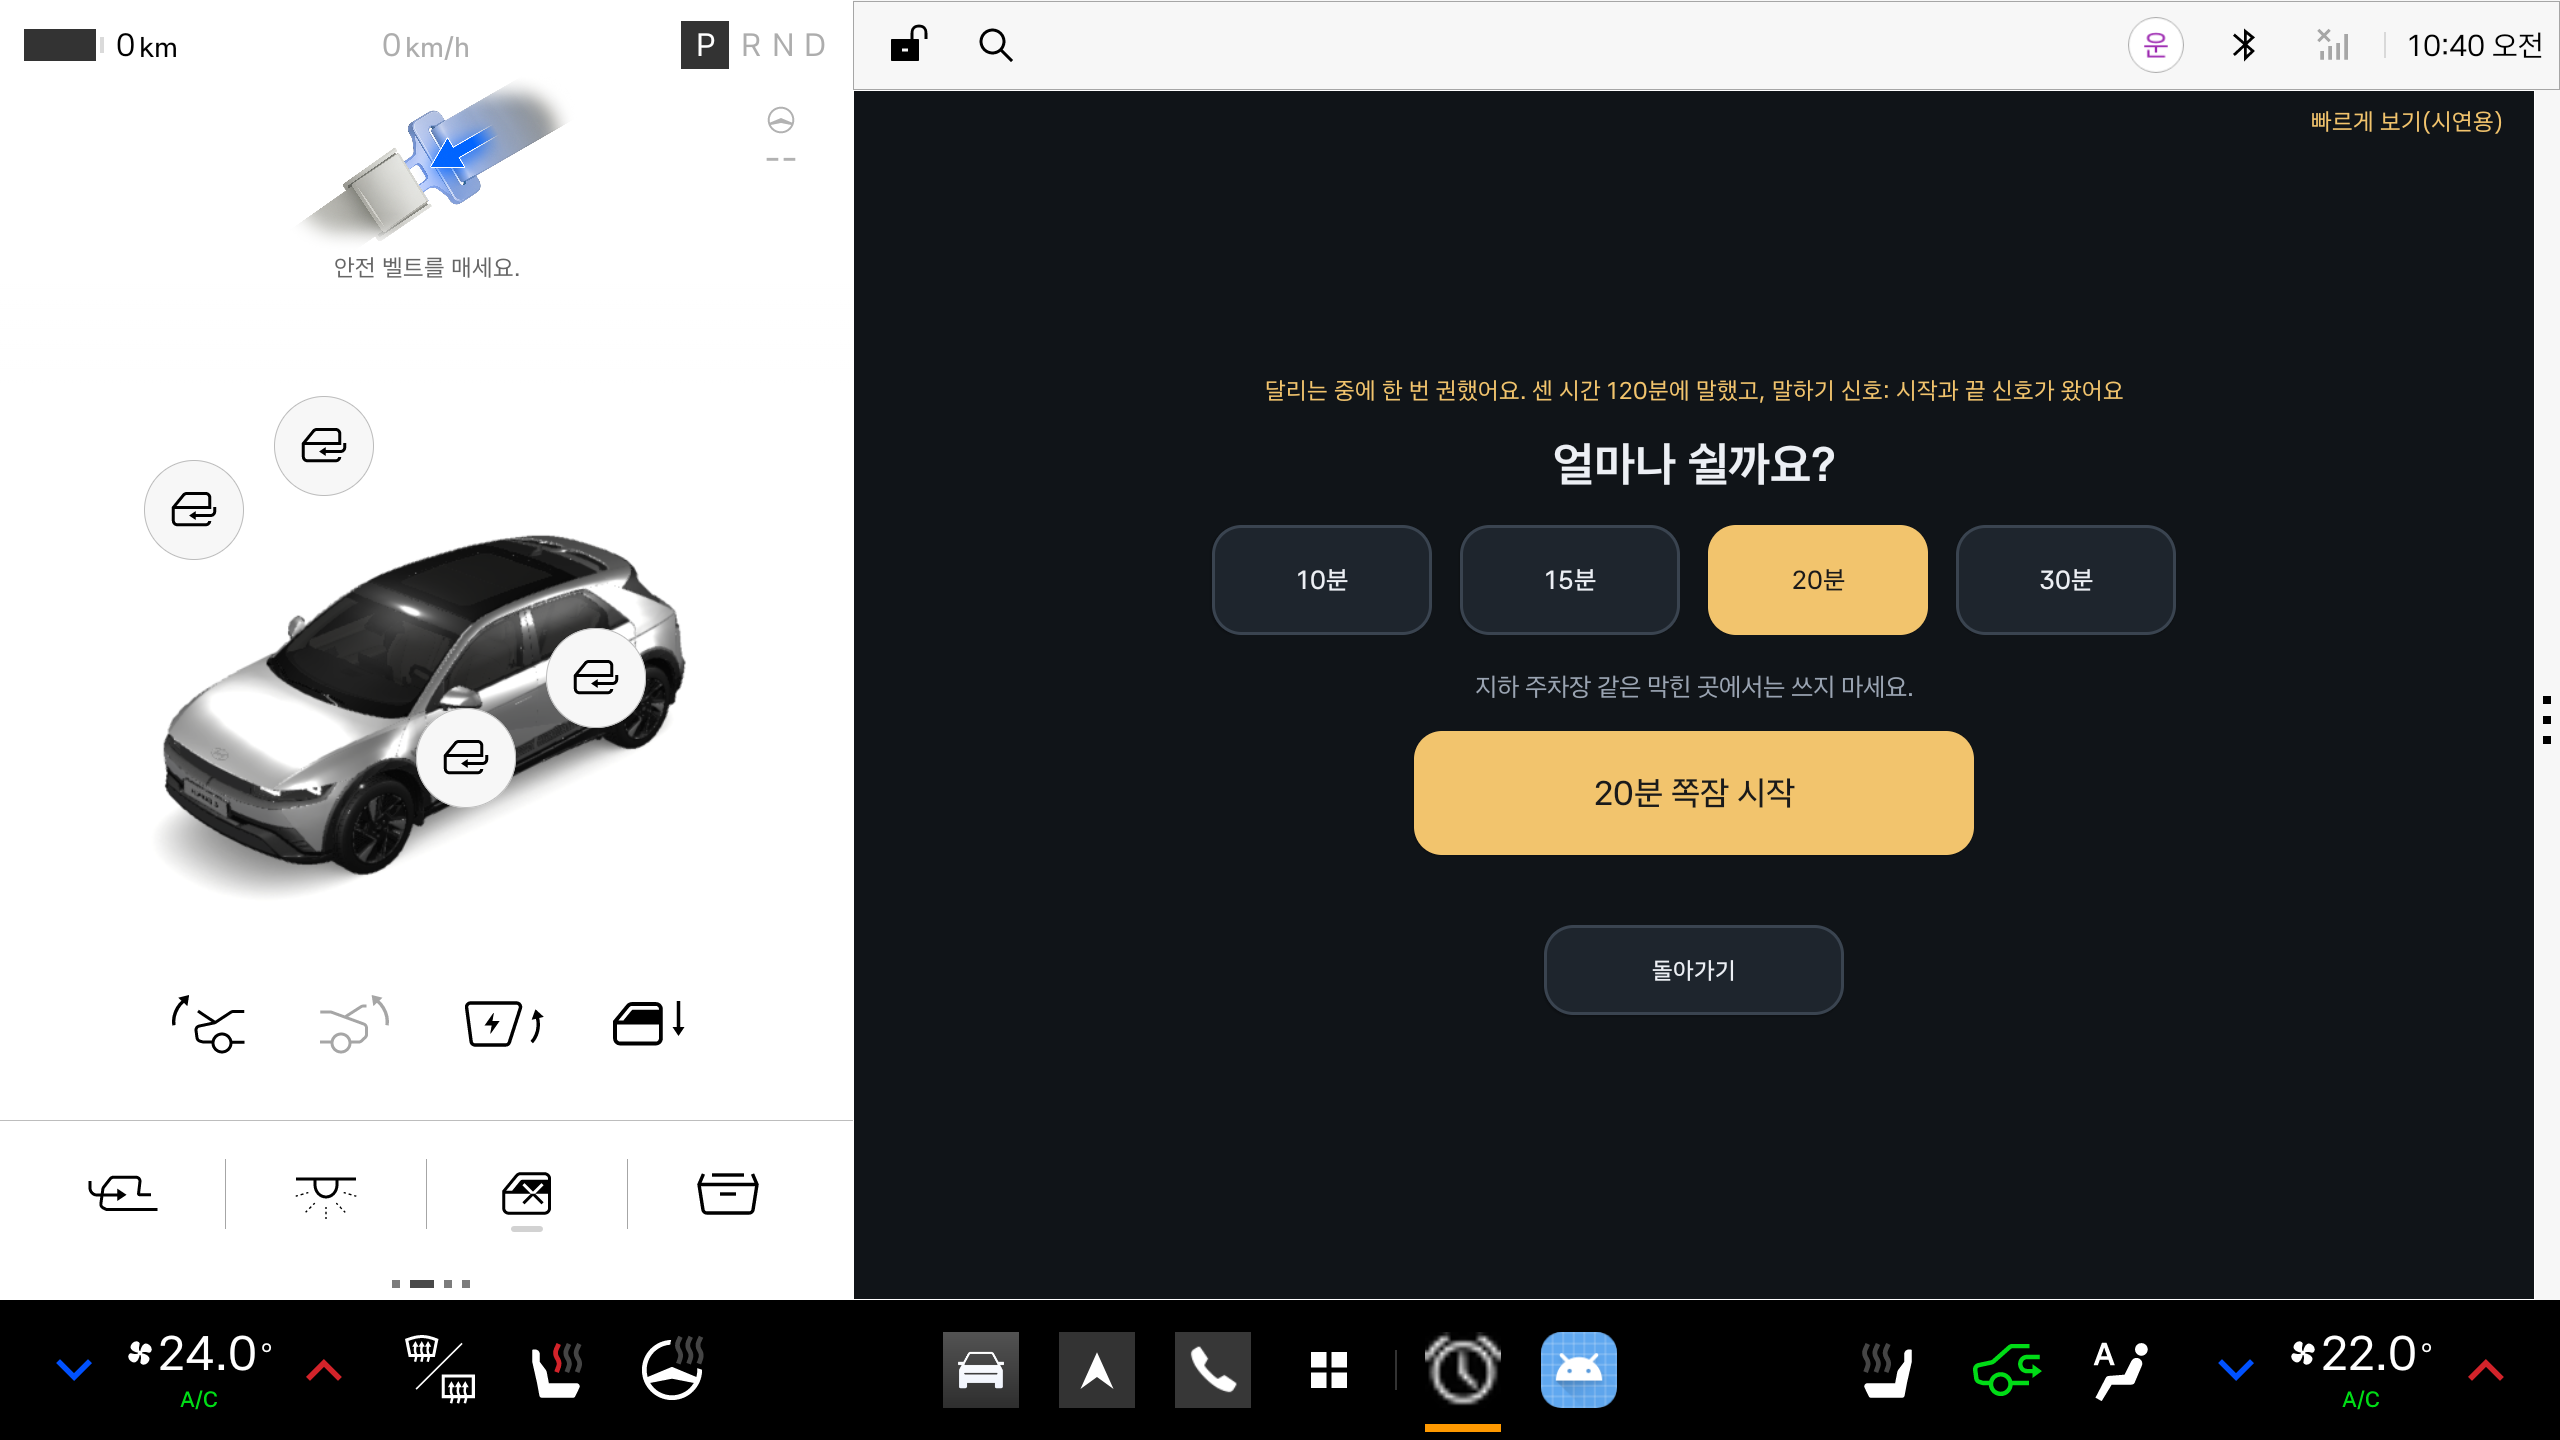 0 km
0 km/h
P R N D
10:40 오전
운
빠르게 보기(시연용)
--
안전 벨트를 매세요.
달리는 중에 한 번 권했어요. 센 시간 120분에 말했고, 말하기 신호: 시작과 끝 신호가 왔어요
얼마나 쉴까요?
10분
15분
20분
30분
지하 주차장 같은 막힌 곳에서는 쓰지 마세요.
20분 쪽잠 시작
돌아가기
24.0°
A/C
A
22.0°
A/C